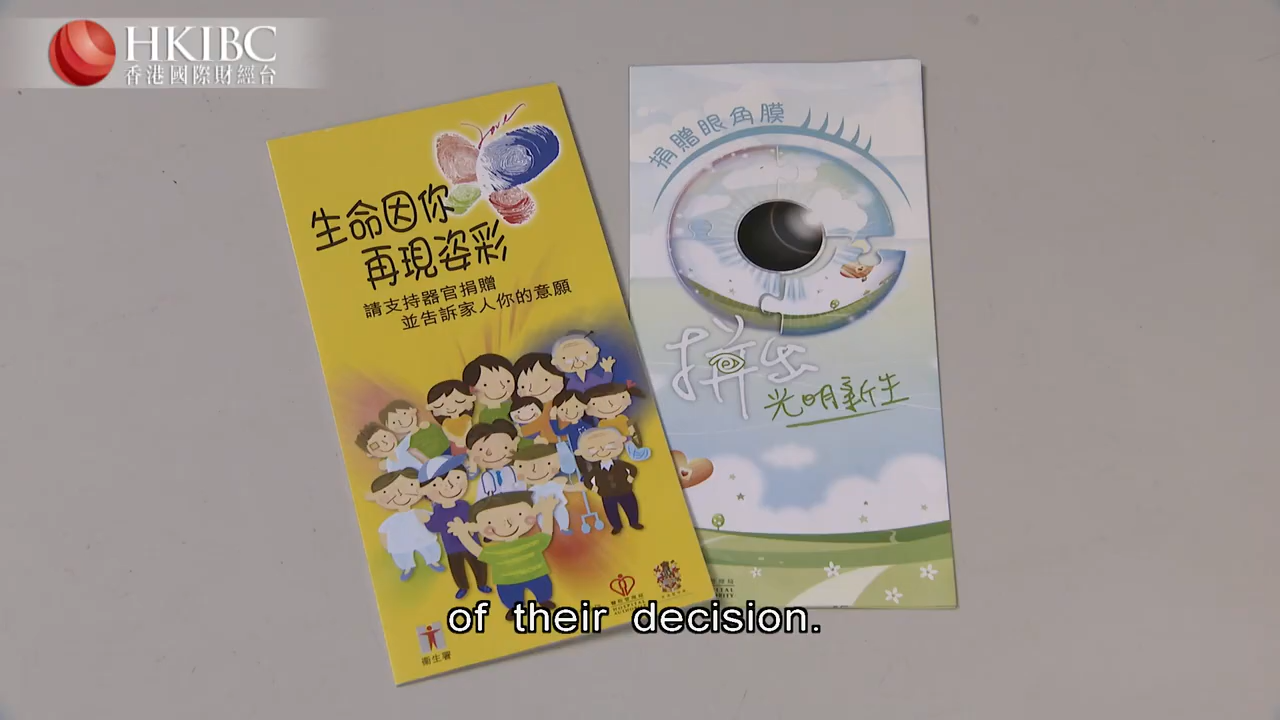 HKIBC
香港國際財經台
Love
生命因你
再現姿彩
請支持器官捐贈
並告訴家人你的意願
衞生署
捐贈眼角膜
拼出
光明新生
of their decision.